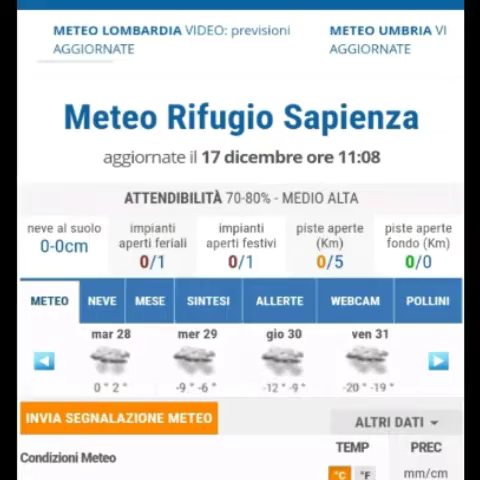 METEO LOMBARDIA VIDEO: previsioni AGGIORNATE
METEO UMBRIA VI
AGGIORNATE
Meteo Rifugio Sapienza
aggiornate il 17 dicembre ore 11:08
ATTENDIBILITÀ 70-80% - MEDIO ALTA
neve al suolo
0-0cm
impianti
aperti feriali
0/1
impianti
aperti festivi
0/1
piste aperte
(Km)
0/5
piste aperte
fondo (Km)
0/0
METEO NEVE MESE SINTESI ALLERTE WEBCAM POLLINI
mar 28 mer 29 gio 30 ven 31
0° 2° -9° -6° -12° -9° -20° -19°
INVIA SEGNALAZIONE METEO
ALTRI DATI
TEMP PREC
Condizioni Meteo
°C °F mm/cm